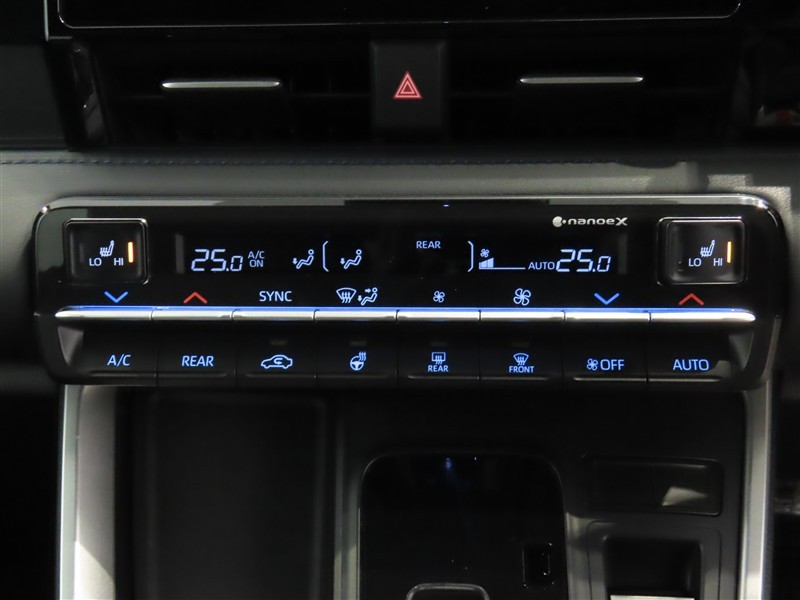 nanoeX
LO HI
25.0 A/C ON
REAR
AUTO 25.0
LO HI
SYNC
A/C
REAR
REAR
FRONT
OFF
AUTO